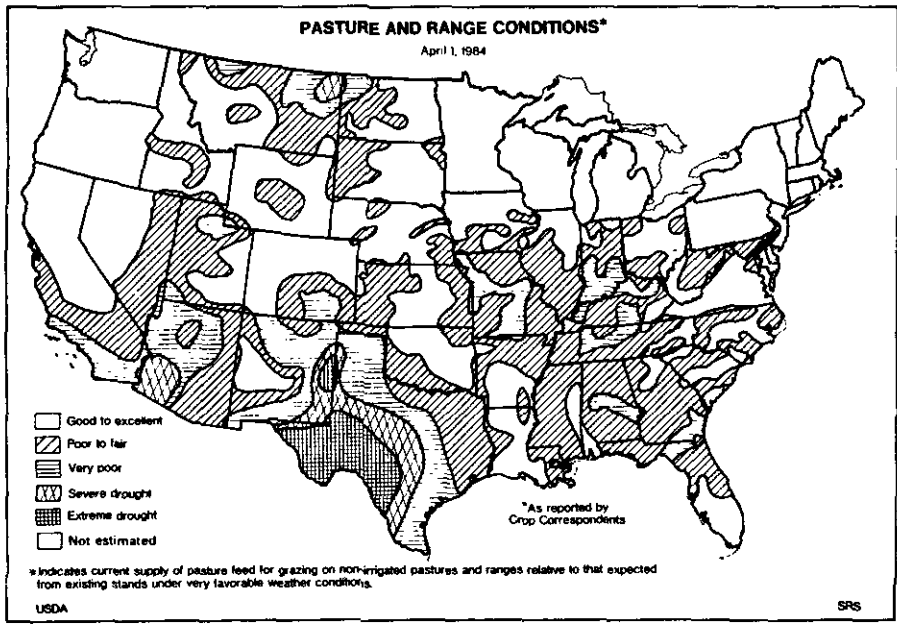 PASTURE AND RANGE CONDITIONS*
April 1, 1984
Good to excellent
Poor to fair
Very poor
Severe drought
Extreme drought
Not estimated
*As reported by
Crop Correspondents
* Indicates current supply of pasture feed for grazing on non-irrigated pastures and ranges relative to that expected
from existing stands under very favorable weather conditions.
USDA
SRS